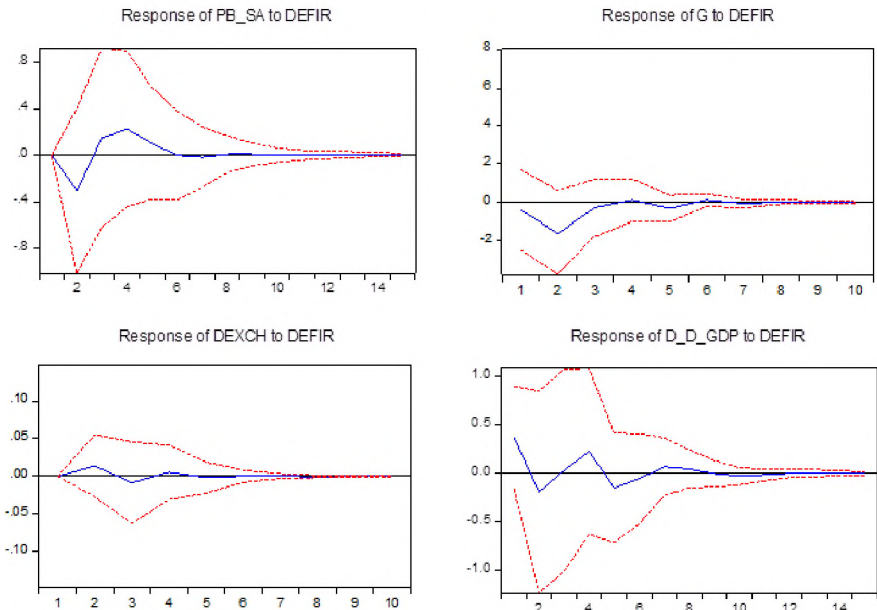 Response of PB_SA to DEFIR
.8
.4
.0
-.4
-.8
2 4 6 8 10 12 14
Response of G to DEFIR
8
6
4
2
0
-2
1 2 3 4 5 6 7 8 9 10
Response of DEXCH to DEFIR
.10
.05
.00
-.05
-.10
1 2 3 4 5 6 7 8 9 10
Response of D_D_GDP to DEFIR
1.0
0.5
0.0
-0.5
-1.0
2 4 6 8 10 12 14